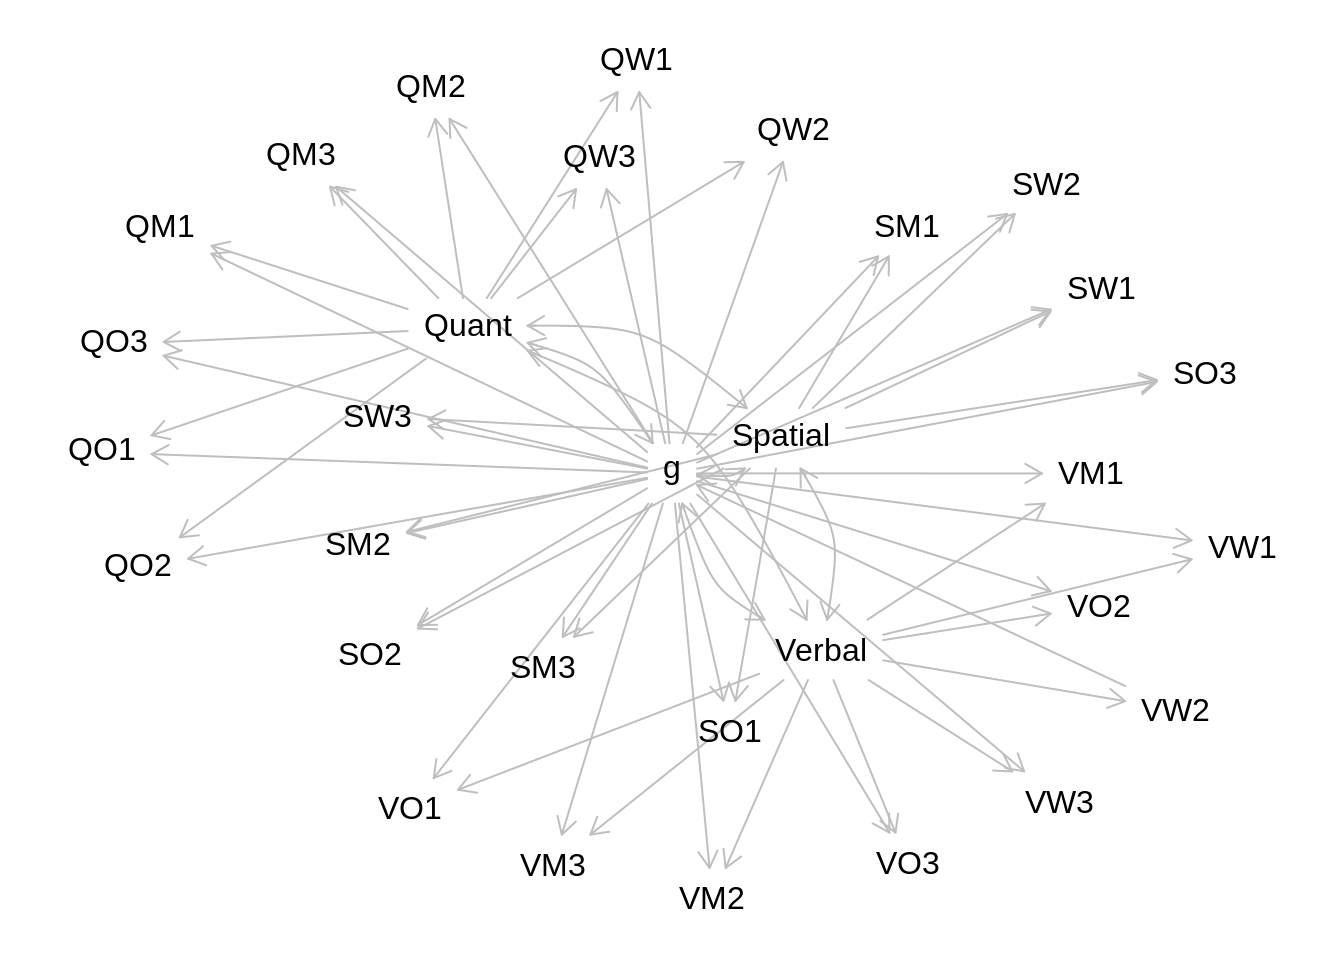 QW1
QM2
QW2
QM3
QW3
SW2
QM1
SM1
SW1
Quant
QO3
SO3
SW3
Spatial
QO1
g
VM1
SM2
VW1
QO2
VO2
SO2
SM3
Verbal
VW2
SO1
VO1
VW3
VM3
VO3
VM2